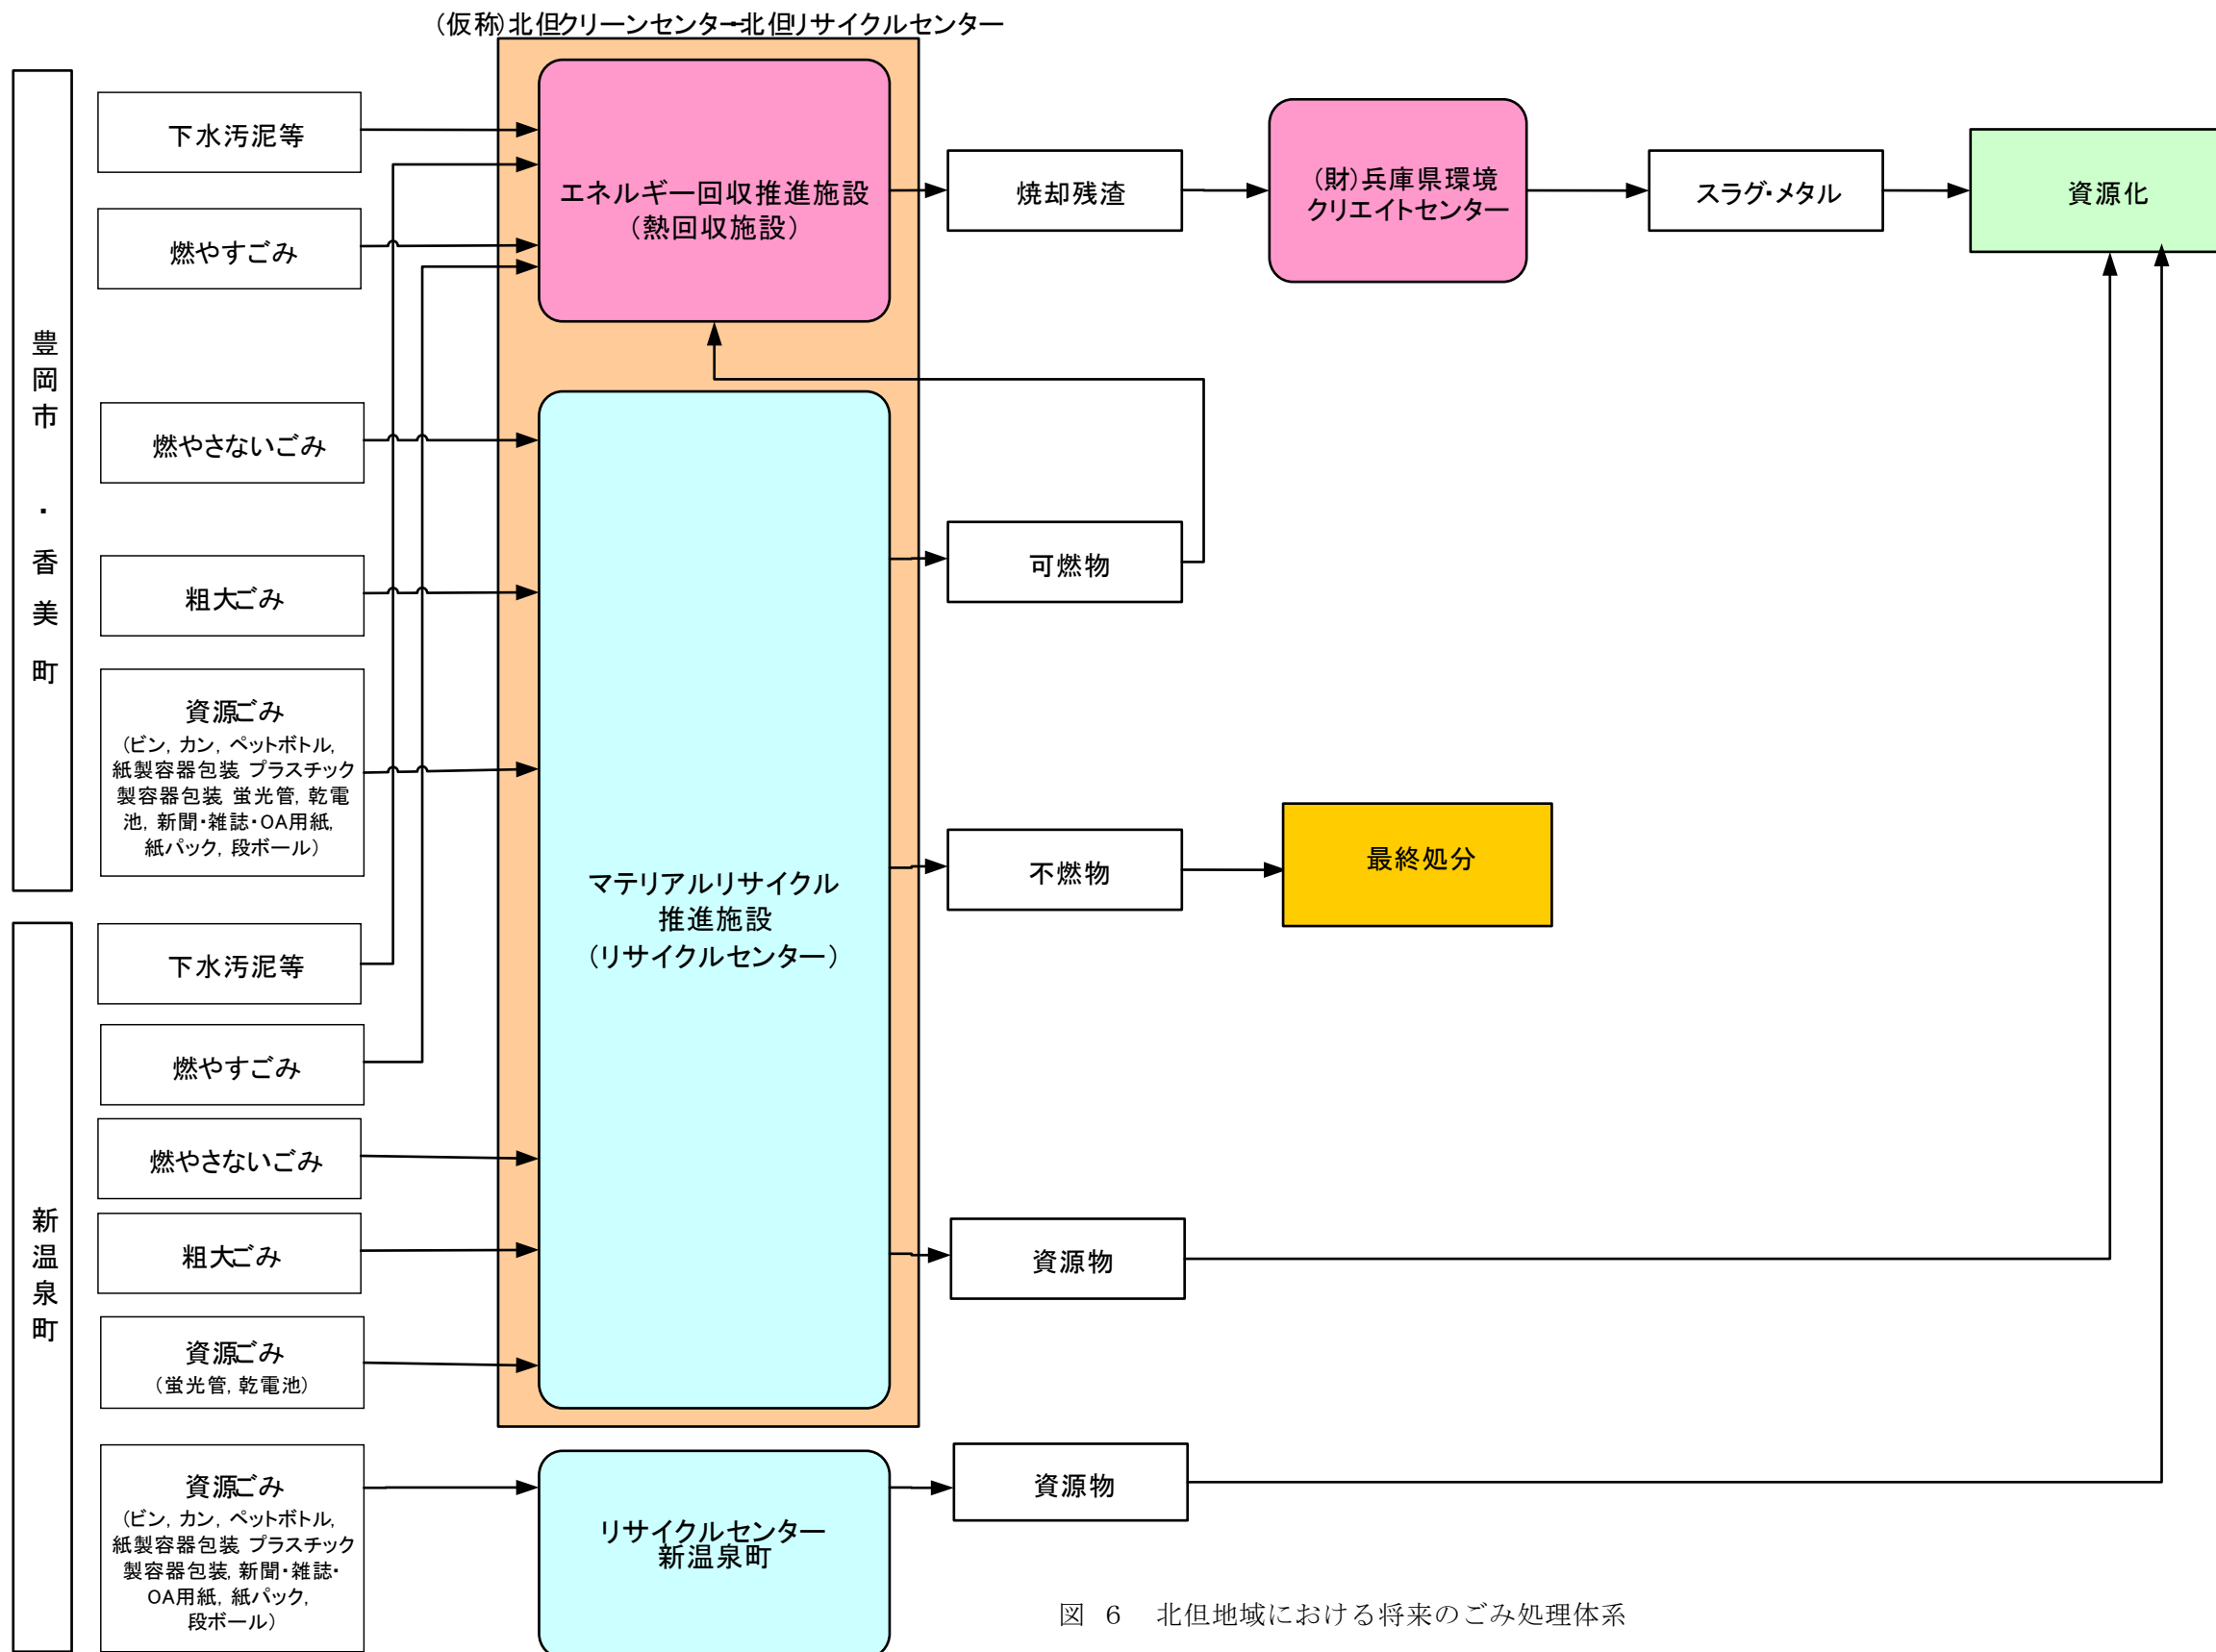 (仮称)北但クリーンセンター・北但リサイクルセンター
豊岡市・香美町
下水汚泥等
燃やすごみ
燃やさないごみ
粗大ごみ
資源ごみ
(ビン, カン, ペットボトル,
紙製容器包装, プラスチック
製容器包装, 蛍光管, 乾電
池, 新聞・雑誌・OA用紙,
紙パック, 段ボール)
新温泉町
下水汚泥等
燃やすごみ
燃やさないごみ
粗大ごみ
資源ごみ
(蛍光管, 乾電池)
資源ごみ
(ビン, カン, ペットボトル,
紙製容器包装, プラスチック
製容器包装, 新聞・雑誌・
OA用紙, 紙パック,
段ボール)
エネルギー回収推進施設
(熱回収施設)
マテリアルリサイクル
推進施設
(リサイクルセンター)
リサイクルセンター
新温泉町
焼却残渣
(財)兵庫県環境
クリエイトセンター
スラグ・メタル
資源化
可燃物
不燃物
最終処分
資源物
資源物
図 6 北但地域における将来のごみ処理体系